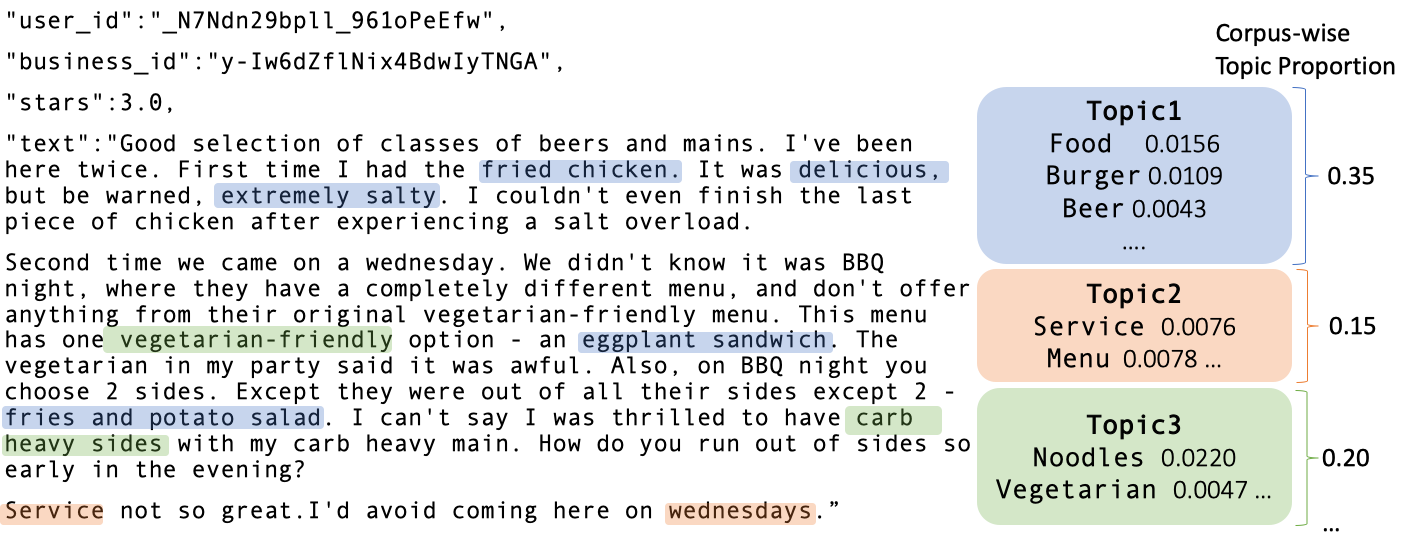 "user_id":"_N7Ndn29bpll_961oPeEfw",
"business_id":"y-Iw6dZflNix4BdwIyTNGA",
"stars":3.0,
"text":"Good selection of classes of beers and mains. I've been
here twice. First time I had the fried chicken. It was delicious,
but be warned, extremely salty. I couldn't even finish the last
piece of chicken after experiencing a salt overload.
Second time we came on a wednesday. We didn't know it was BBQ
night, where they have a completely different menu, and don't offer
anything from their original vegetarian-friendly menu. This menu
has one vegetarian-friendly option - an eggplant sandwich. The
vegetarian in my party said it was awful. Also, on BBQ night you
choose 2 sides. Except they were out of all their sides except 2 -
fries and potato salad. I can't say I was thrilled to have carb
heavy sides with my carb heavy main. How do you run out of sides so
early in the evening?
Service not so great.I'd avoid coming here on wednesdays.”
Corpus-wise
Topic Proportion
Topic1
Food 0.0156
Burger 0.0109
Beer 0.0043
....
0.35
Topic2
Service 0.0076
Menu 0.0078 ...
0.15
Topic3
Noodles 0.0220
Vegetarian 0.0047 ...
0.20
...